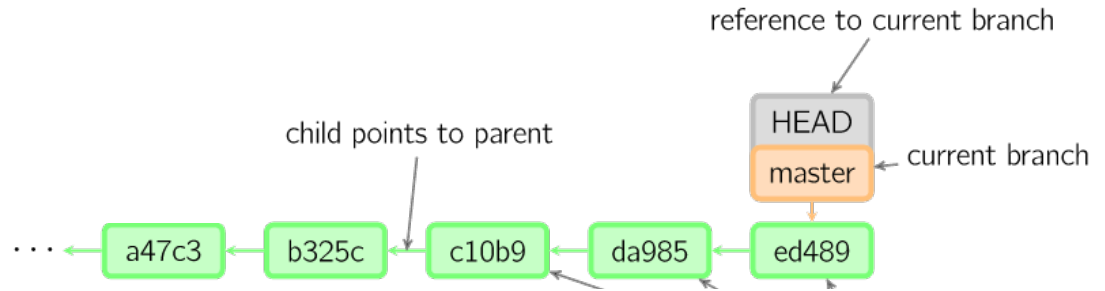 reference to current branch
HEAD
child points to parent
current branch
master
··· a47c3 b325c c10b9 da985 ed489